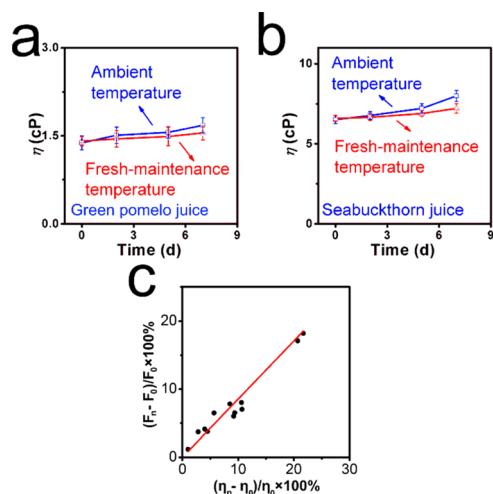 a
3.0
1.5
0.0
η (cP)
Ambient
temperature
Fresh-maintenance
temperature
Green pomelo juice
0 3 6 9
Time (d)
b
10
5
0
η (cP)
Ambient
temperature
Fresh-maintenance
temperature
Seabuckthorn juice
0 3 6 9
Time (d)
c
20
10
0
(Fₙ- F₀)/F₀×100%
0 10 20 30
(ηₙ- η₀)/η₀×100%